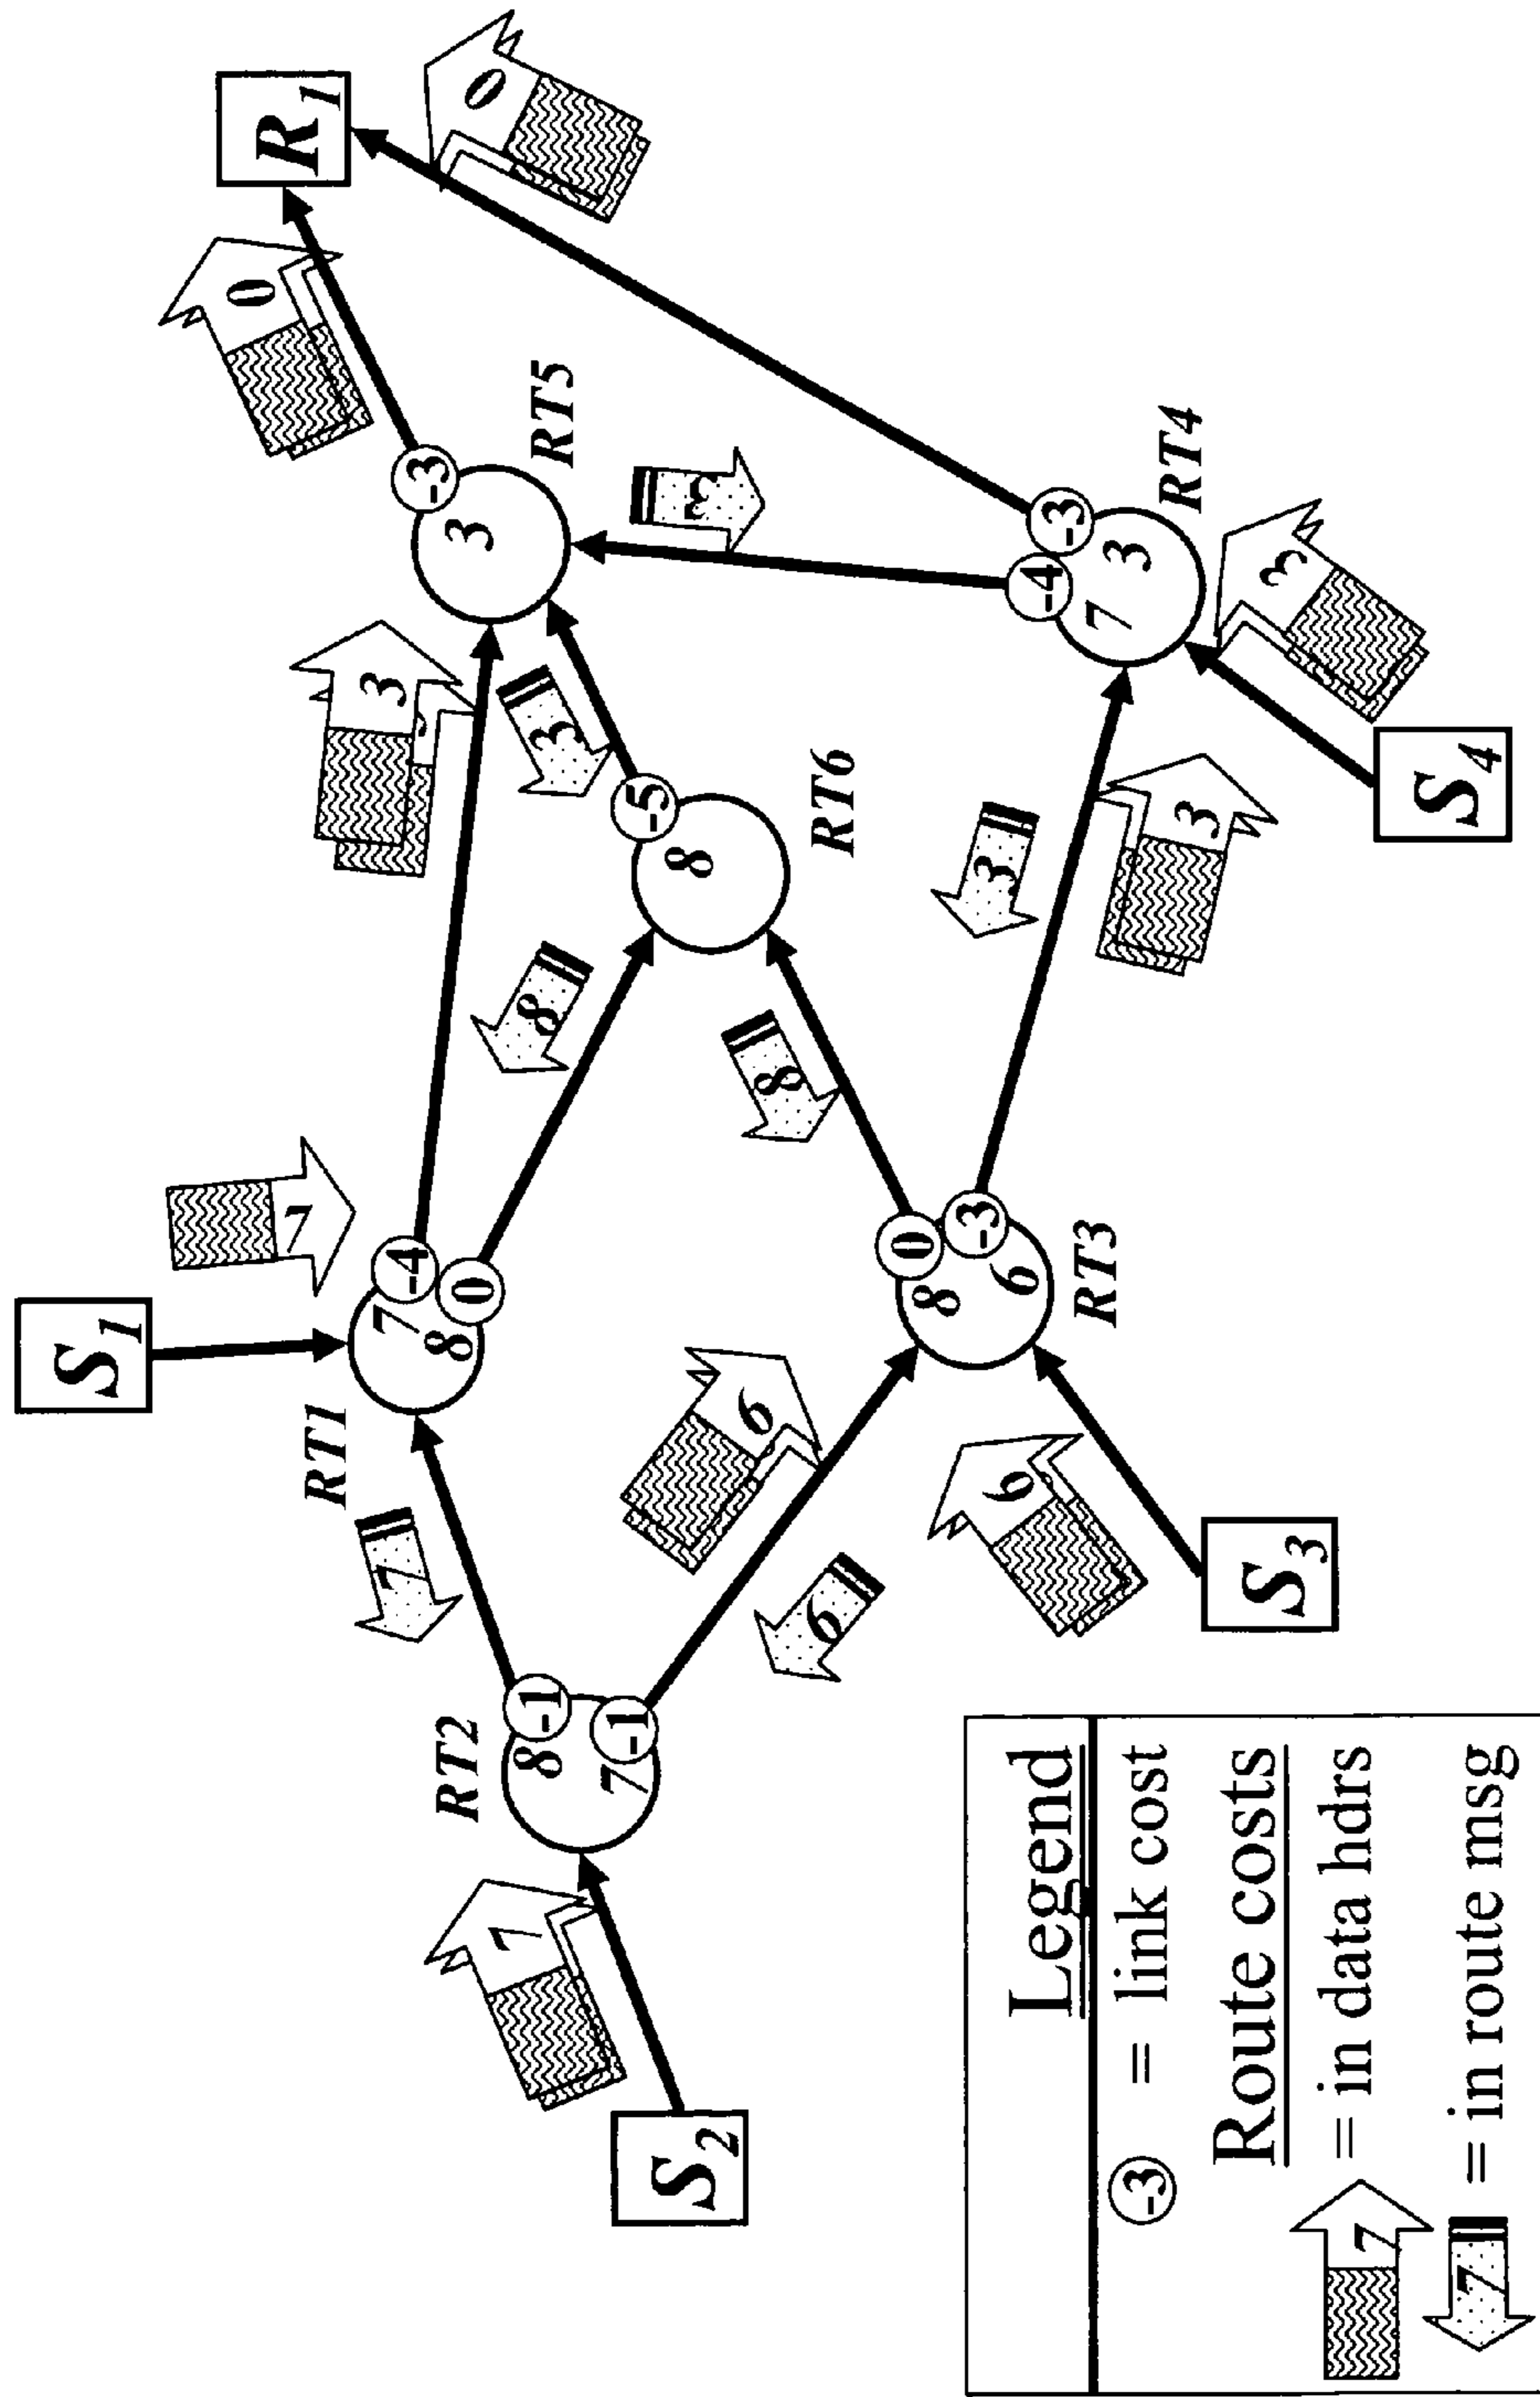 S1
R1
0
7
RT1
7
-4
3
7
8
0
-3
0
RT2
3
RT5
7
8
-1
8
3
7
-1
-5
S2
8
3
6
8
RT6
6
0
8
-3
3
6
6
-4
-3
RT3
7
3
RT4
3
3
S3
S4
Legend
-3 = link cost
Route costs
7 = in data hdrs
7 = in route msg